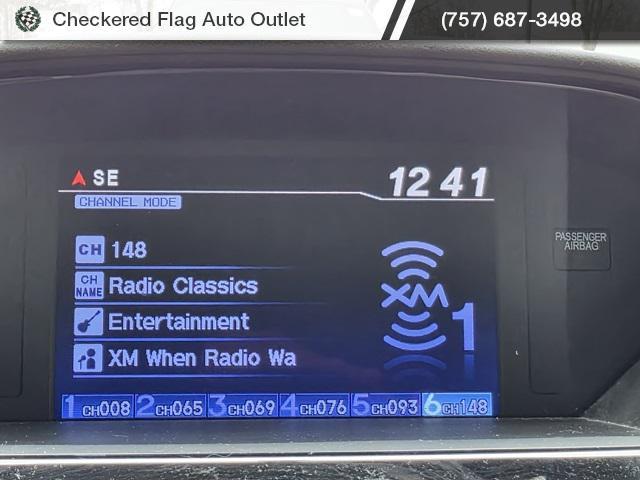 Checkered Flag Auto Outlet
(757) 687-3498
SE
12 41
CHANNEL MODE
PASSENGER
AIRBAG
CH 148
CH NAME Radio Classics
Entertainment
XM When Radio Wa
XM 1
1 CH008 2 CH065 3 CH069 4 CH076 5 CH093 6 CH148